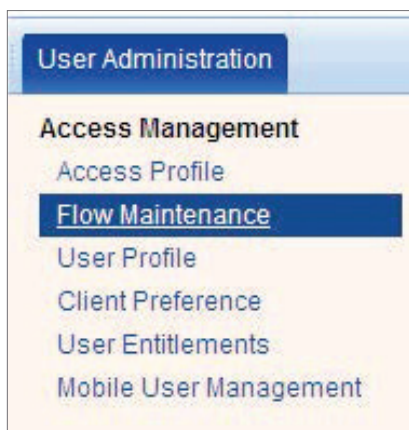 User Administration
Access Management
Access Profile
Flow Maintenance
User Profile
Client Preference
User Entitlements
Mobile User Management